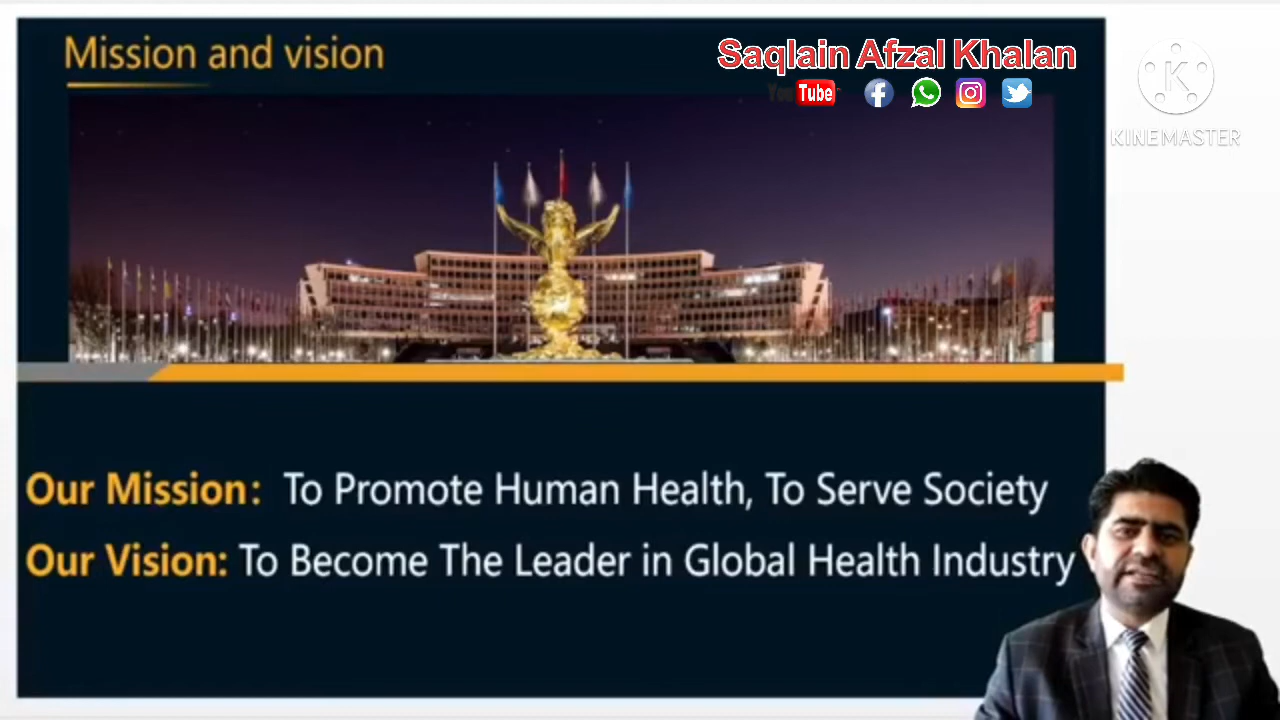 Mission and vision
Saqlain Afzal Khalan
You Tube
K
KINEMASTER
Our Mission: To Promote Human Health, To Serve Society
Our Vision: To Become The Leader in Global Health Industry